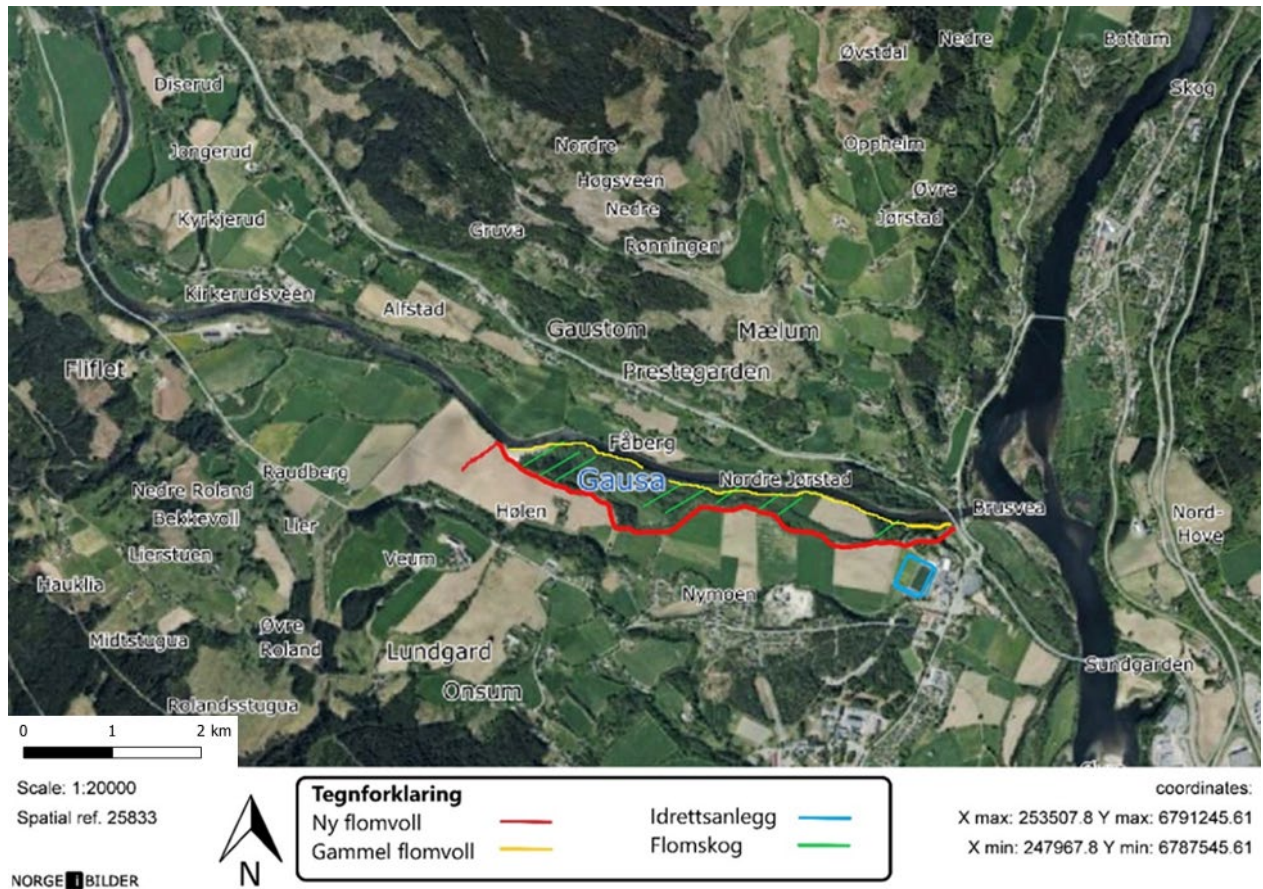 Øvstdal
Nedre
Bøttum
Skog
Diserud
Jongerud
Nordre
Høgsveen
Nedre
Rønningen
Oppheim
Øvre
Jørstad
Kyrkjerud
Gruva
Kirkerudsveen
Alfstad
Gaustom
Mælum
Prestegarden
Fliflet
Fåberg
Raudberg
Gausa
Nordre Jørstad
Nedre Roland
Bekkevoll
Lier
Hølen
Brusvea
Nord-
Hove
Lierstuen
Veum
Hauklia
Nymoen
Midtstugua
Øvre
Roland
Lundgard
Onsum
Sundgarden
Rolandsstugua
0 1 2 km
Scale: 1:20000
Spatial ref. 25833
NORGE i BILDER
N
Tegnforklaring
Ny flomvoll
Gammel flomvoll
Idrettsanlegg
Flomskog
coordinates:
X max: 253507.8 Y max: 6791245.61
X min: 247967.8 Y min: 6787545.61